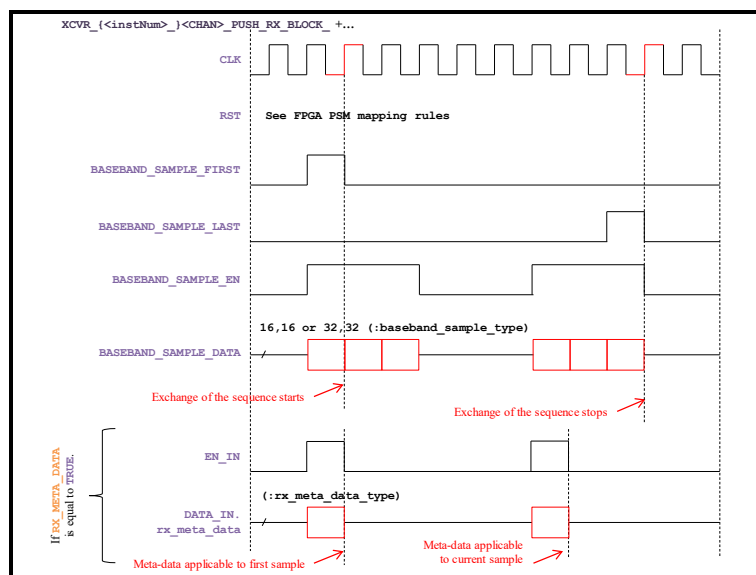 XCVR_{<instNum>_}<CHAN>_PUSH_RX_BLOCK_ +...
CLK
RST See FPGA PSM mapping rules
BASEBAND_SAMPLE_FIRST
BASEBAND_SAMPLE_LAST
BASEBAND_SAMPLE_EN
16,16 or 32,32 (:baseband_sample_type)
BASEBAND_SAMPLE_DATA
Exchange of the sequence starts
Exchange of the sequence stops
If RX_META_DATA
is equal to TRUE.
EN_IN
(:rx_meta_data_type)
DATA_IN.
rx_meta_data
Meta-data applicable to first sample
Meta-data applicable
to current sample